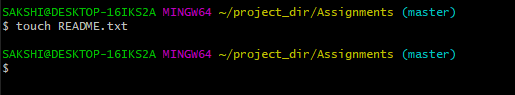 SAKSHI@DESKTOP-16IKS2A MINGW64 ~/project_dir/Assignments (master)
$ touch README.txt
SAKSHI@DESKTOP-16IKS2A MINGW64 ~/project_dir/Assignments (master)
$